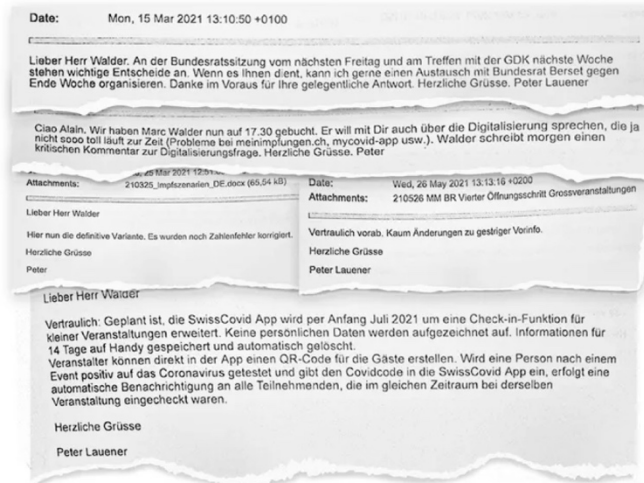 Date: Mon, 15 Mar 2021 13:10:50 +0100
Lieber Herr Walder. An der Bundesratssitzung vom nächsten Freitag und am Treffen mit der GDK nächste Woche
stehen wichtige Entscheide an. Wenn es Ihnen dient, kann ich gerne einen Austausch mit Bundesrat Berset gegen
Ende Woche organisieren. Danke im Voraus für Ihre gelegentliche Antwort. Herzliche Grüsse. Peter Lauener
Ciao Alain. Wir haben Marc Walder nun auf 17.30 gebucht. Er will mit Dir auch über die Digitalisierung sprechen, die ja
nicht sooo toll läuft zur Zeit (Probleme bei meinimpfungen.ch, mycovid-app usw.). Walder schreibt morgen einen
kritischen Kommentar zur Digitalisierungsfrage. Herzliche Grüsse. Peter
25 Mar 2021
Attachments: 210325_Impfszenarien_DE.docx (65,54 kB)
Lieber Herr Walder
Hier nun die definitive Variante. Es wurden noch Zahlenfehler korrigiert.
Herzliche Grüsse
Peter
Date: Wed, 26 May 2021 13:13:16 +0200
Attachments: 210526 MM BR Vierter Öffnungsschritt Grossveranstaltungen
Vertraulich vorab. Kaum Änderungen zu gestriger Vorinfo.
Herzliche Grüsse
Peter Lauener
Lieber Herr Walder
Vertraulich: Geplant ist, die SwissCovid App wird per Anfang Juli 2021 um eine Check-in-Funktion für
kleiner Veranstaltungen erweitert. Keine persönlichen Daten werden aufgezeichnet auf. Informationen für
14 Tage auf Handy gespeichert und automatisch gelöscht.
Veranstalter können direkt in der App einen QR-Code für die Gäste erstellen. Wird eine Person nach einem
Event positiv auf das Coronavirus getestet und gibt den Covidcode in die SwissCovid App ein, erfolgt eine
automatische Benachrichtigung an alle Teilnehmenden, die im gleichen Zeitraum bei derselben
Veranstaltung eingecheckt waren.
Herzliche Grüsse
Peter Lauener